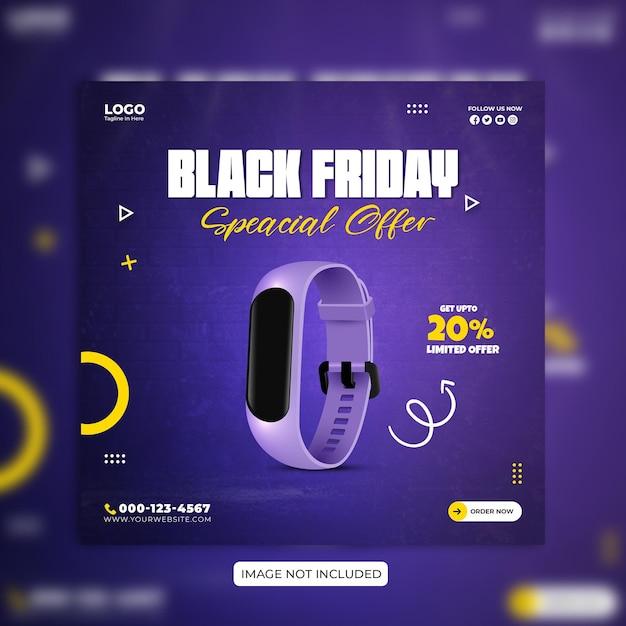 LOGO
Tagline In Here
FOLLOW US NOW
BLACK FRIDAY
Speacial Offer
GET UPTO
20%
LIMITED OFFER
000-123-4567
WWW.YOURWEBSITE.COM
ORDER NOW
IMAGE NOT INCLUDED